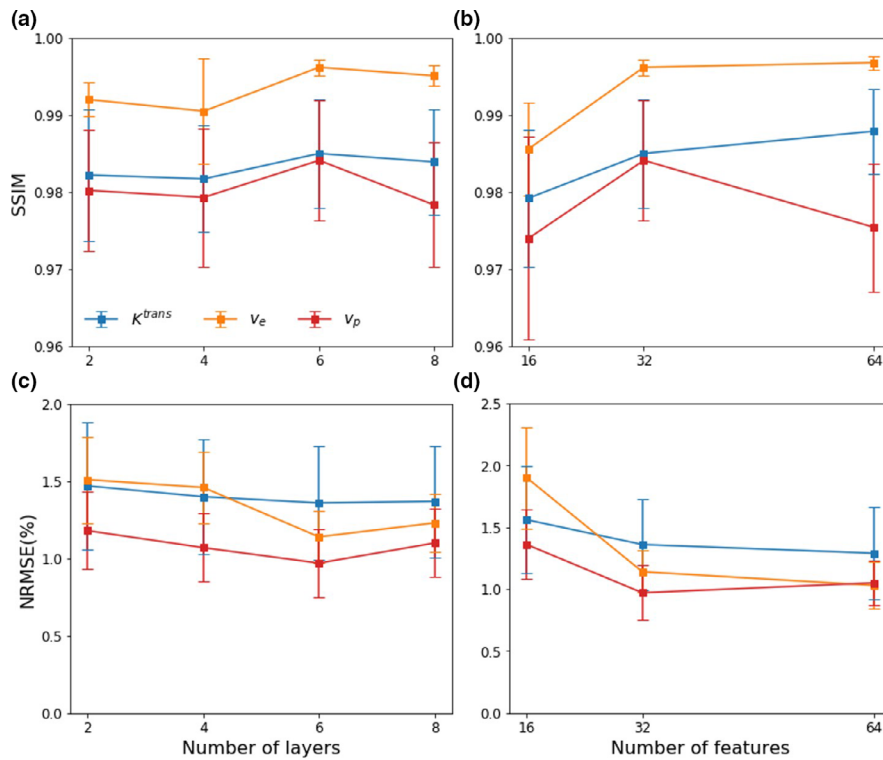 (a)
1.00
0.99
0.98
0.97
0.96
SSIM
K^trans
v_e
v_p
2 4 6 8
(b)
1.00
0.99
0.98
0.97
0.96
16 32 64
(c)
2.0
1.5
1.0
0.5
0.0
NRMSE(%)
2 4 6 8
Number of layers
(d)
2.5
2.0
1.5
1.0
0.5
0.0
16 32 64
Number of features